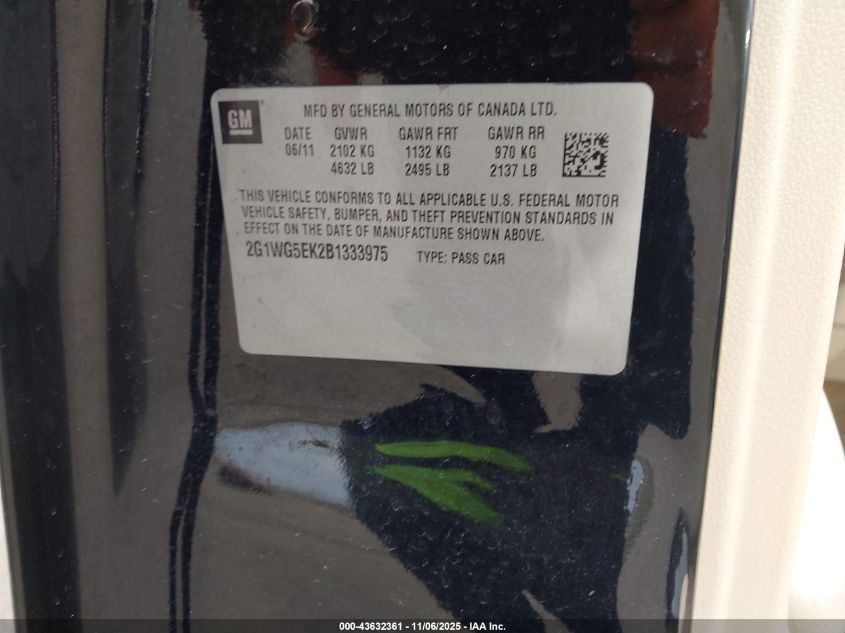 GM
MFD BY GENERAL MOTORS OF CANADA LTD.
DATE GVWR GAWR FRT GAWR RR
06/11 2102 KG 1132 KG 970 KG
4632 LB 2495 LB 2137 LB
THIS VEHICLE CONFORMS TO ALL APPLICABLE U.S. FEDERAL MOTOR
VEHICLE SAFETY, BUMPER, AND THEFT PREVENTION STANDARDS IN
EFFECT ON THE DATE OF MANUFACTURE SHOWN ABOVE.
2G1WG5EK2B1333975 TYPE: PASS CAR
000-43632361 - 11/06/2025 - IAA Inc.